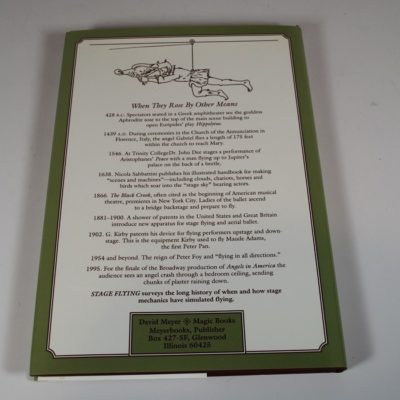 When They Rose By Other Means
428 B.C. Spectators seated in a Greek amphitheater see the goddess
Aphrodite soar to the top of the main scene building to
open Euripides' play Hippolytus.
1439 A.D. During ceremonies in the Church of the Annunciation in
Florence, Italy, the angel Gabriel flies a length of 175 feet
within the church to reach Mary.
1546. At Trinity CollegeDr. John Dee stages a performance of
Aristophanes' Peace with a man flying up to Jupiter's
palace on the back of a beetle.
1638. Nicola Sabbattini publishes his illustrated handbook for making
"scenes and machines"—including clouds, chariots, horses and
birds which soar into the "stage sky" bearing actors.
1866. The Black Crook, often cited as the beginning of American musical
theatre, premieres in New York City. Ladies of the ballet ascend
to a bridge backstage and prepare to fly.
1881-1900. A shower of patents in the United States and Great Britain
introduce new apparatus for stage flying and aerial ballet.
1902. G. Kirby patents his device for flying performers upstage and down-
stage. This is the equipment Kirby used to fly Maude Adams,
the first Peter Pan.
1954 and beyond. The reign of Peter Foy and "flying in all directions."
1995. For the finale of the Broadway production of Angels in America the
audience sees an angel crash through a bedroom ceiling, sending
chunks of plaster raining down.
STAGE FLYING surveys the long history of when and how stage
mechanics have simulated flying.
David Meyer Magic Books
Meyerbooks, Publisher
Box 427-SF, Glenwood
Illinois 60425